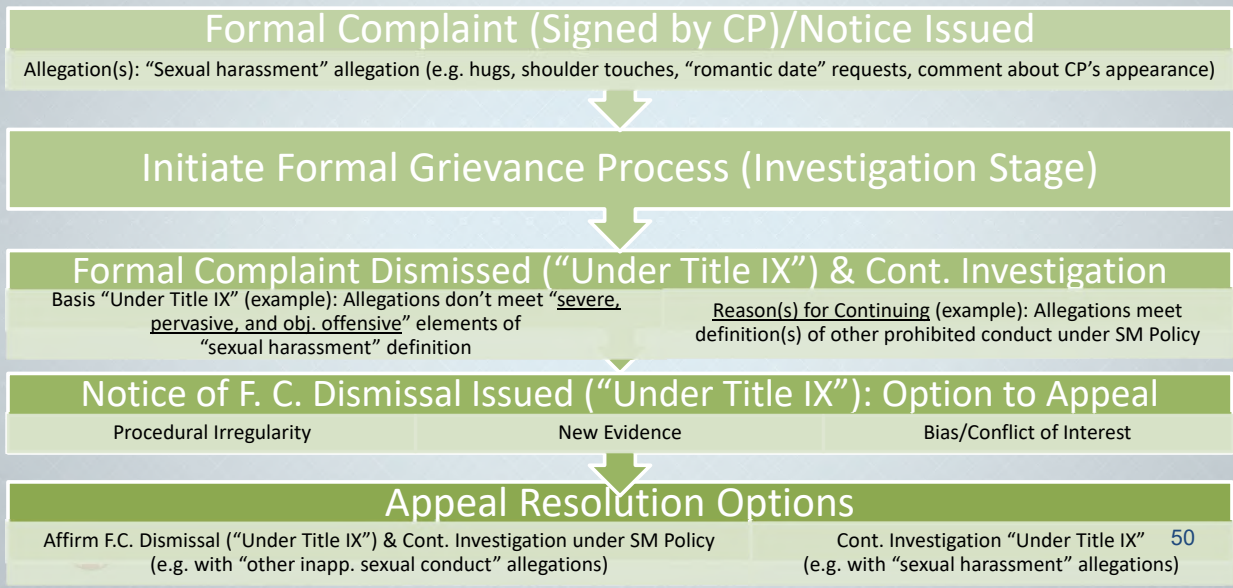 Formal Complaint (Signed by CP)/Notice Issued
Allegation(s): “Sexual harassment” allegation (e.g. hugs, shoulder touches, “romantic date” requests, comment about CP’s appearance)
Initiate Formal Grievance Process (Investigation Stage)
Formal Complaint Dismissed (“Under Title IX”) & Cont. Investigation
Basis “Under Title IX” (example): Allegations don’t meet “severe,
pervasive, and obj. offensive” elements of
“sexual harassment” definition
Reason(s) for Continuing (example): Allegations meet
definition(s) of other prohibited conduct under SM Policy
Notice of F. C. Dismissal Issued (“Under Title IX”): Option to Appeal
Procedural Irregularity
New Evidence
Bias/Conflict of Interest
Appeal Resolution Options
Affirm F.C. Dismissal (“Under Title IX”) & Cont. Investigation under SM Policy
(e.g. with “other inapp. sexual conduct” allegations)
Cont. Investigation “Under Title IX”
(e.g. with “sexual harassment” allegations)
50